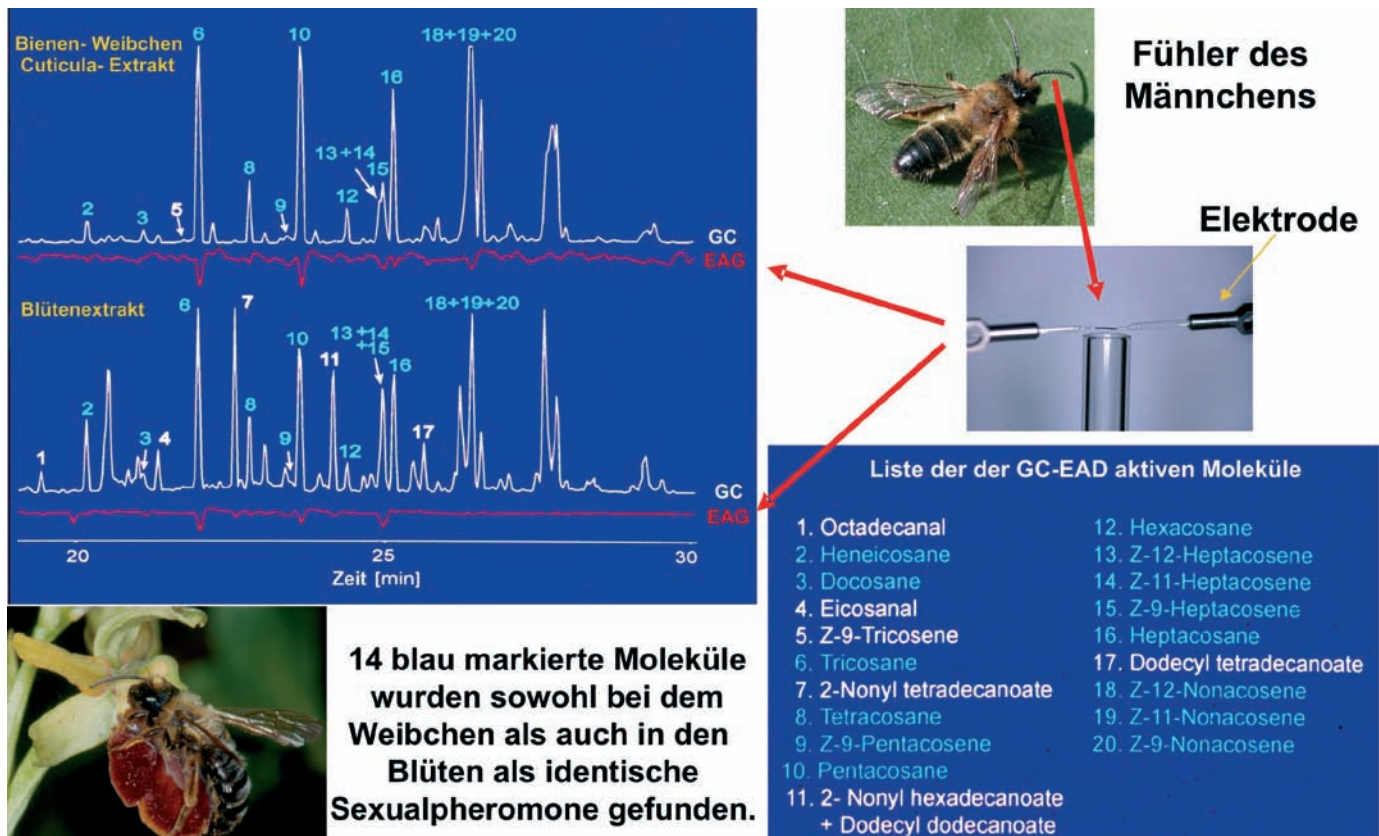 Bienen- Weibchen
Cuticula- Extrakt
6
10
18+19+20
16
13+14
15
8
12
2
3
5
9
GC
EAG
Blütenextrakt
6
7
18+19+20
13+14
+15
10
11
16
2
8
3
4
9
12
17
1
GC
EAG
20
25
30
Zeit [min]
Fühler des
Männchens
Elektrode
14 blau markierte Moleküle
wurden sowohl bei dem
Weibchen als auch in den
Blüten als identische
Sexualpheromone gefunden.
Liste der der GC-EAD aktiven Moleküle
1. Octadecanal
2. Heneicosane
3. Docosane
4. Eicosanal
5. Z-9-Tricosene
6. Tricosane
7. 2-Nonyl tetradecanoate
8. Tetracosane
9. Z-9-Pentacosene
10. Pentacosane
11. 2- Nonyl hexadecanoate
+ Dodecyl dodecanoate
12. Hexacosane
13. Z-12-Heptacosene
14. Z-11-Heptacosene
15. Z-9-Heptacosene
16. Heptacosane
17. Dodecyl tetradecanoate
18. Z-12-Nonacosene
19. Z-11-Nonacosene
20. Z-9-Nonacosene